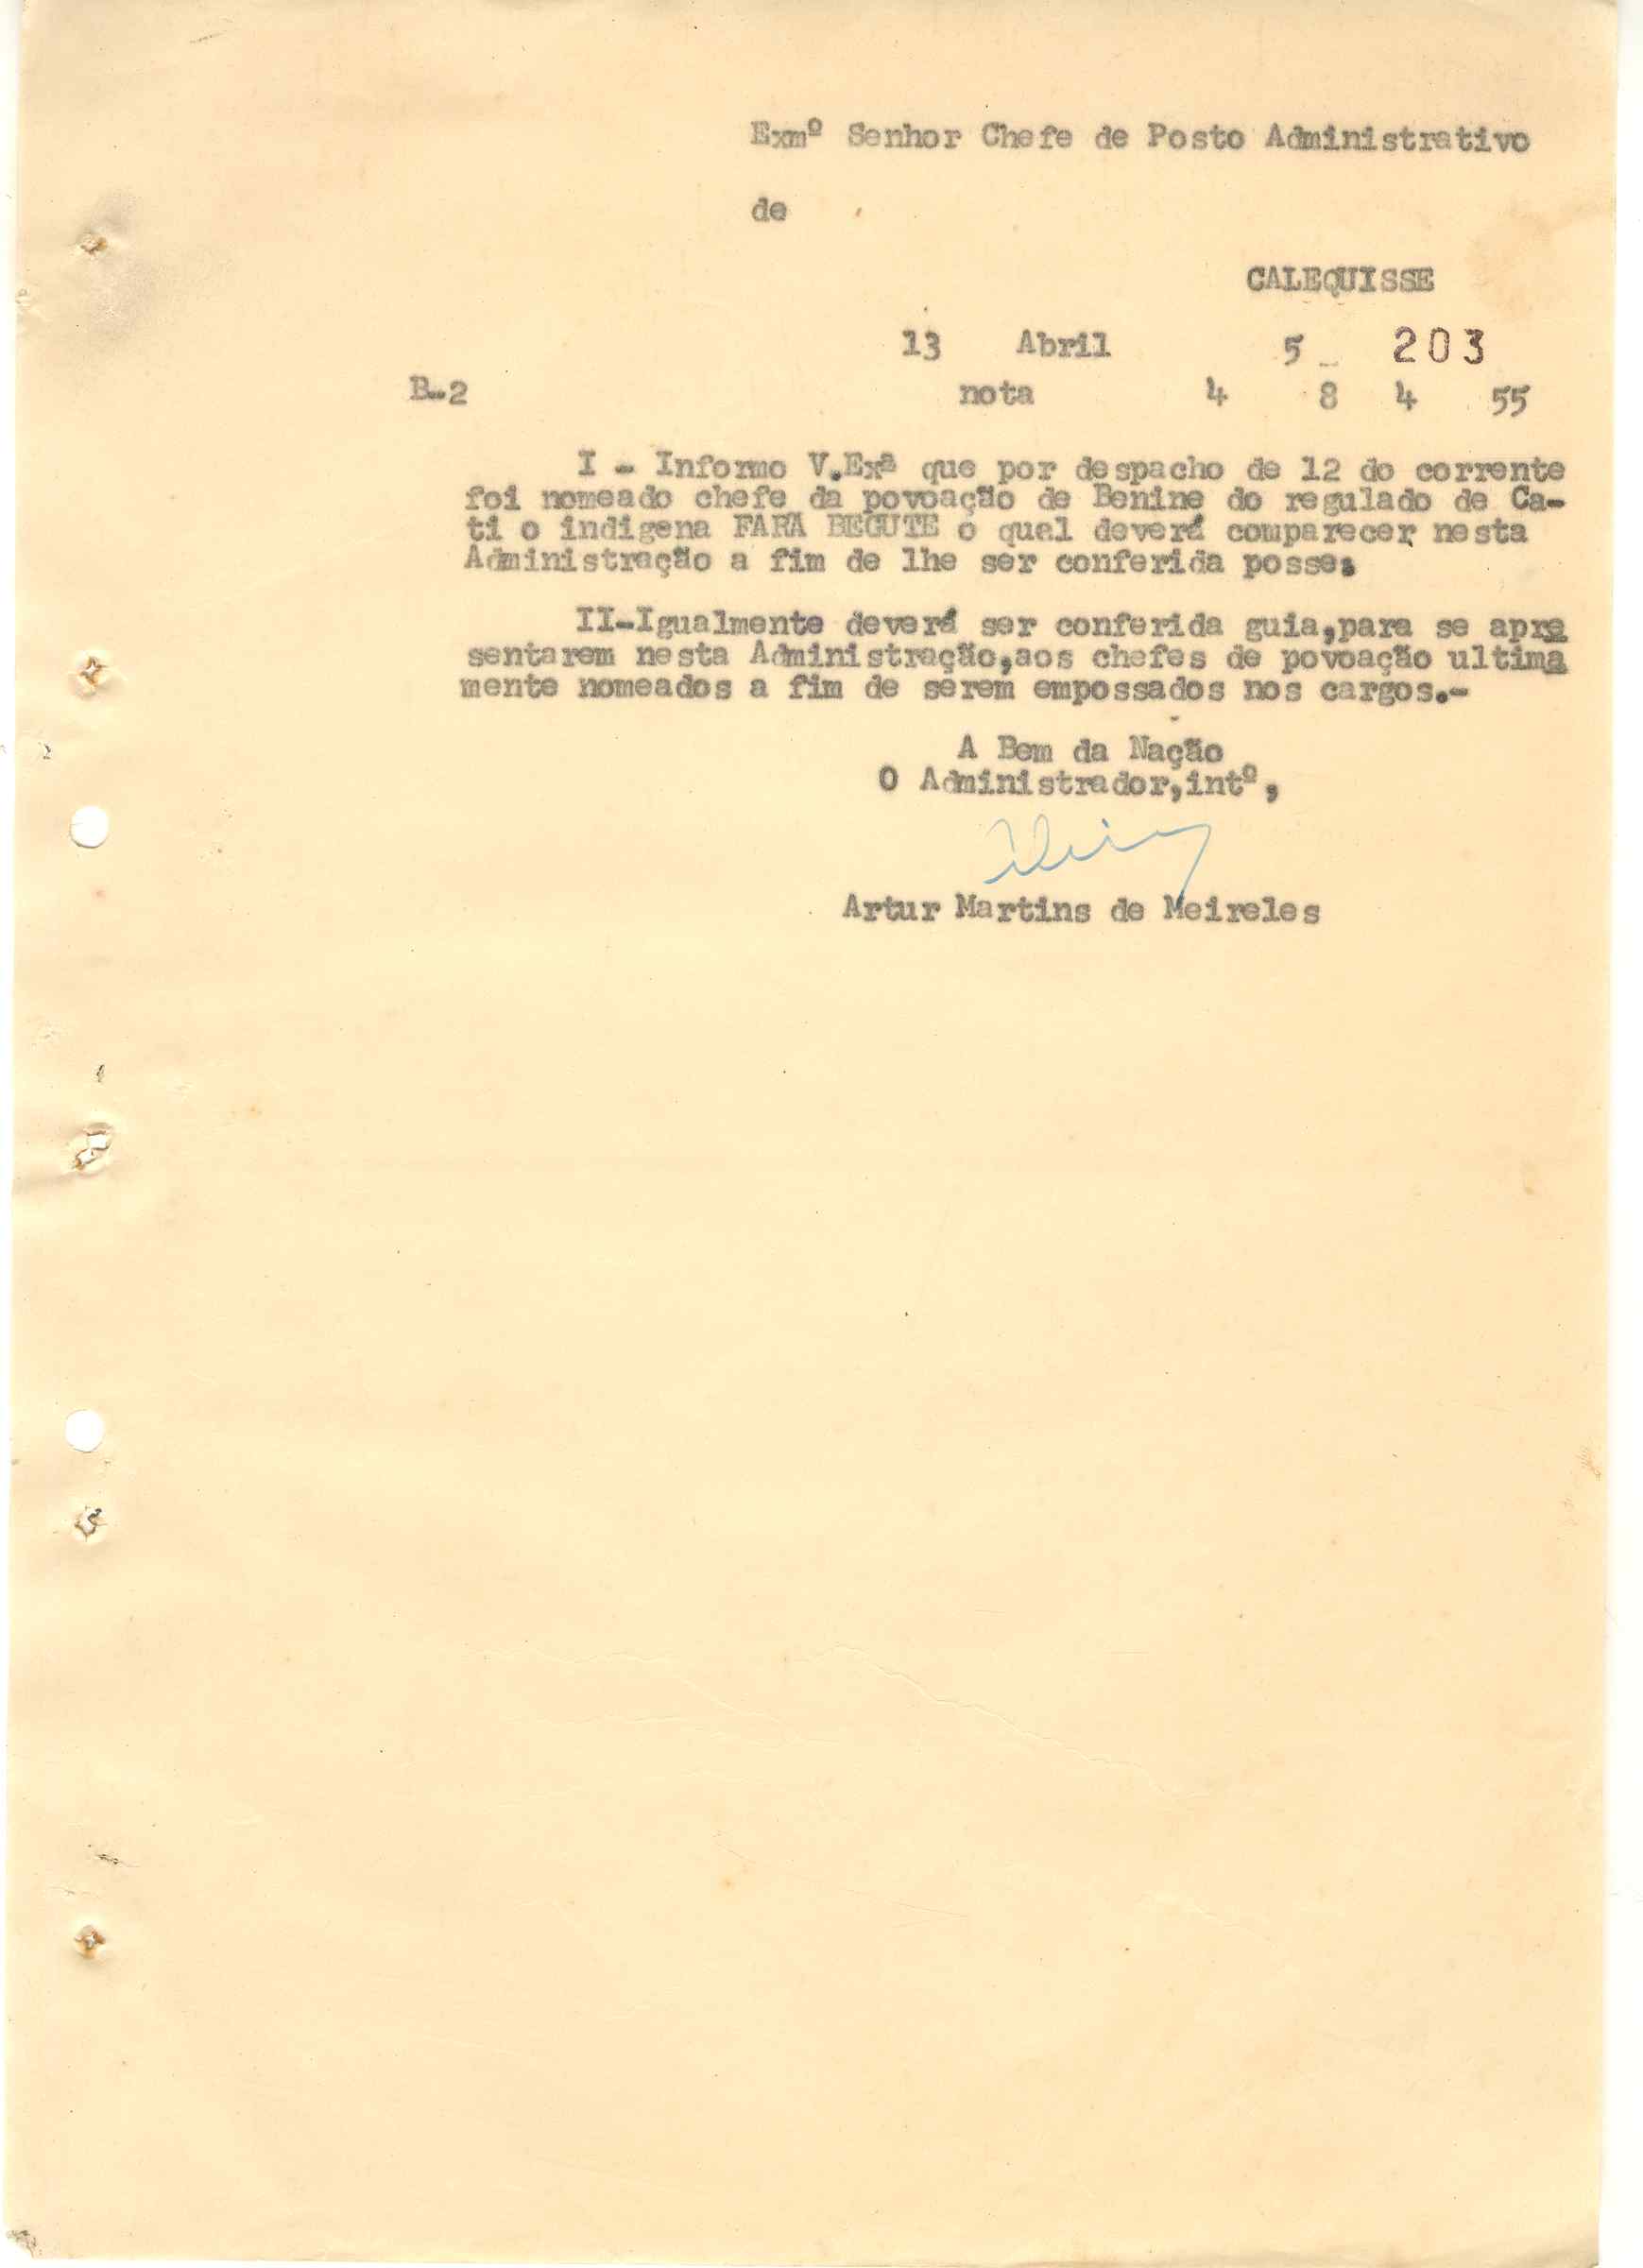 Exmº Senhor Chefe de Posto Administrativo
de
CALEQUISSE
13 Abril 5 203
B-2 nota 4 8 4 55
I - Informo V.Exª que por despacho de 12 do corrente
foi nomeado chefe da povoação de Benine do regulado de Ca-
ti o indigena FARA BEGUTE o qual deverá comparecer nesta
Administração a fim de lhe ser conferida posse.
II-Igualmente deverá ser conferida guia,para se apre
sentarem nesta Administração,aos chefes de povoação ultima
mente nomeados a fim de serem empossados nos cargos.-
A Bem da Nação
O Administrador,intº,
Artur Martins de Meireles